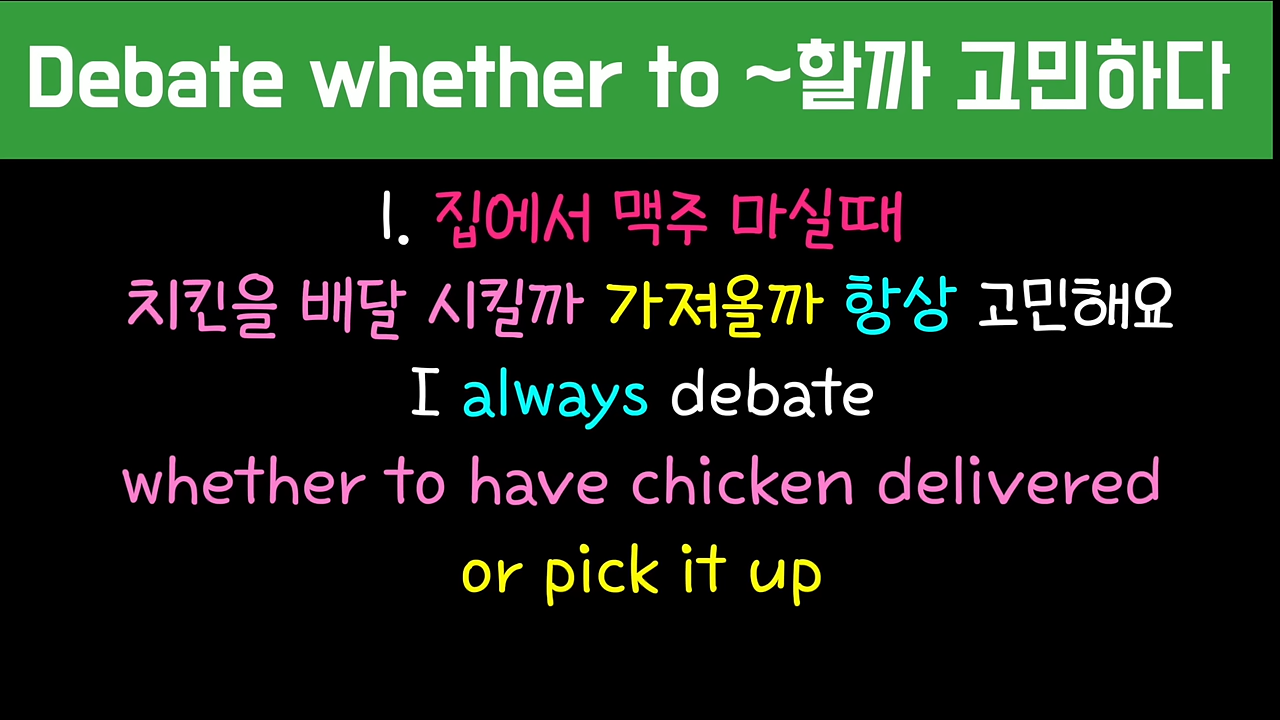 Debate whether to ~할까 고민하다
1. 집에서 맥주 마실때
치킨을 배달 시킬까 가져올까 항상 고민해요
I always debate
whether to have chicken delivered
or pick it up